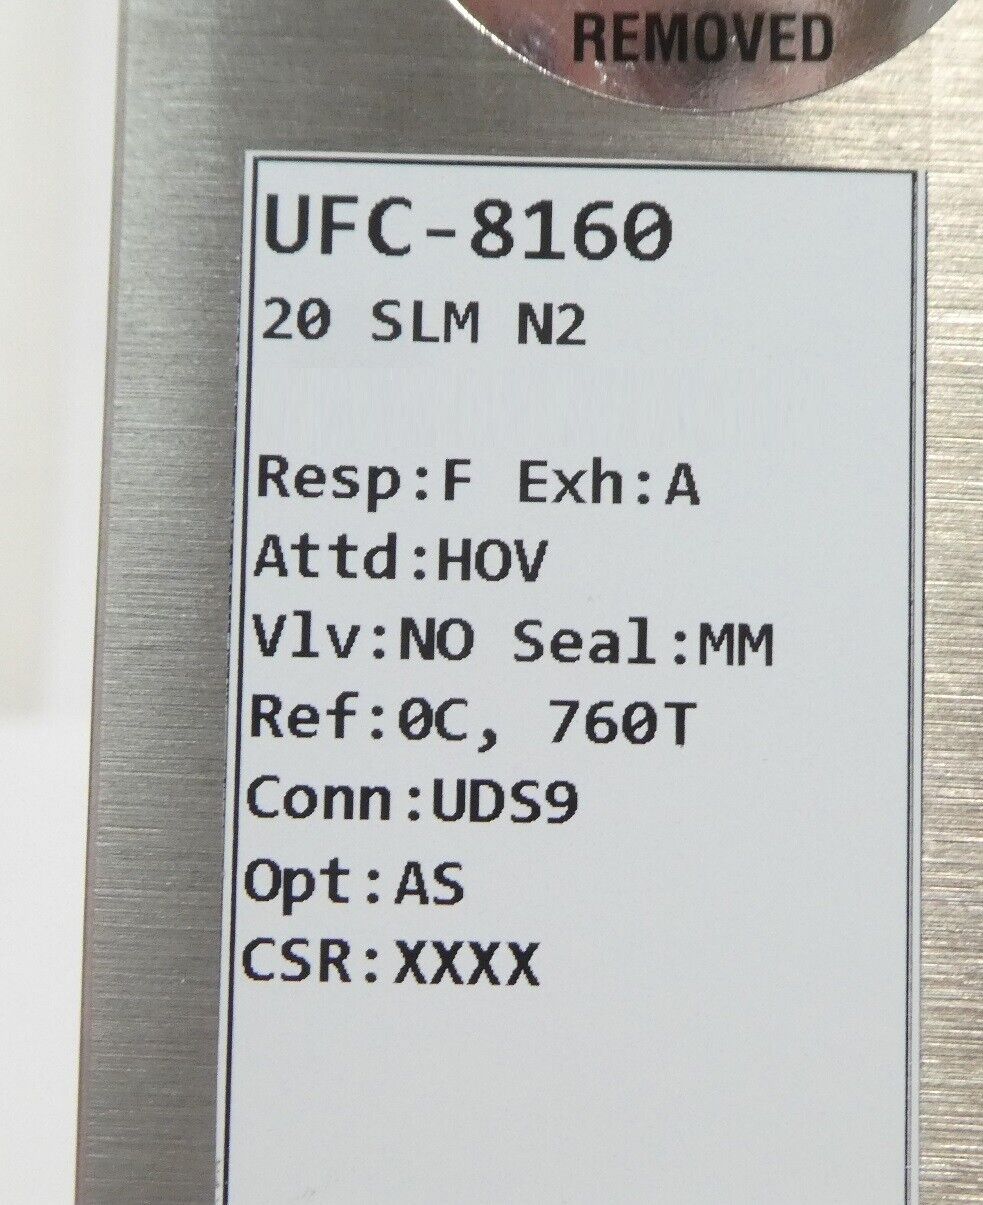 REMOVED
UFC-8160
20 SLM N2
Resp:F Exh:A
Attd:HOV
Vlv:NO Seal:MM
Ref:0C, 760T
Conn:UDS9
Opt:AS
CSR:XXXX